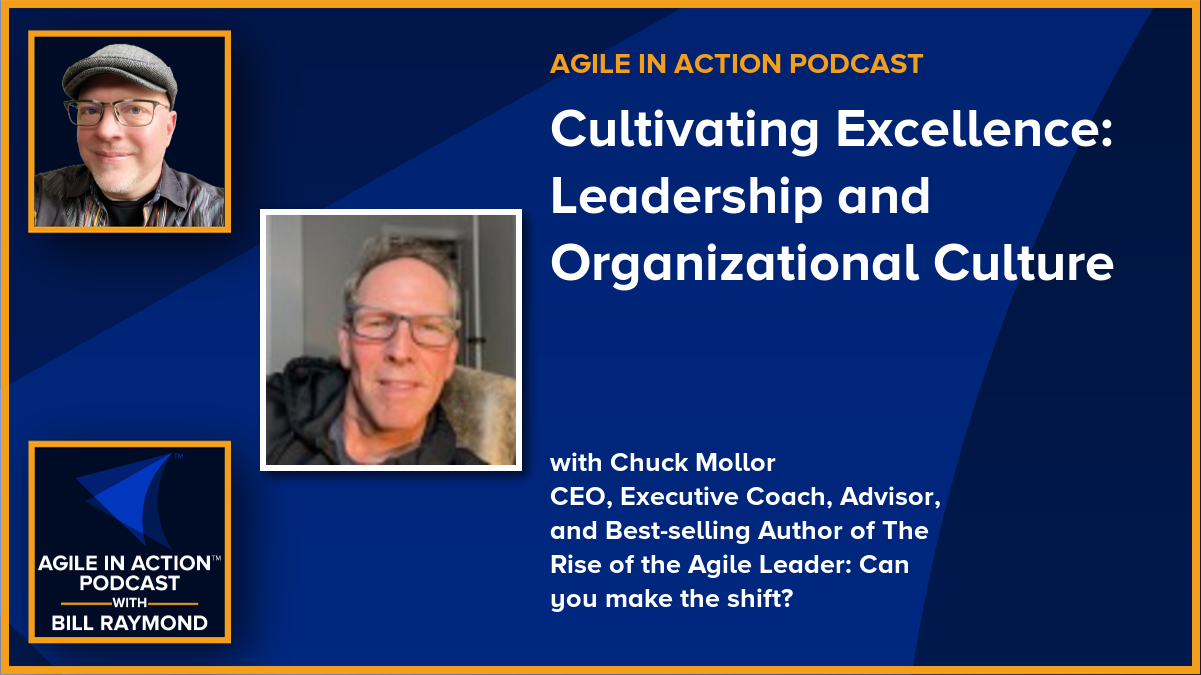 AGILE IN ACTION PODCAST
Cultivating Excellence:
Leadership and
Organizational Culture
with Chuck Mollor
CEO, Executive Coach, Advisor,
and Best-selling Author of The
Rise of the Agile Leader: Can
you make the shift?
TM
AGILE IN ACTION™
PODCAST
WITH
BILL RAYMOND